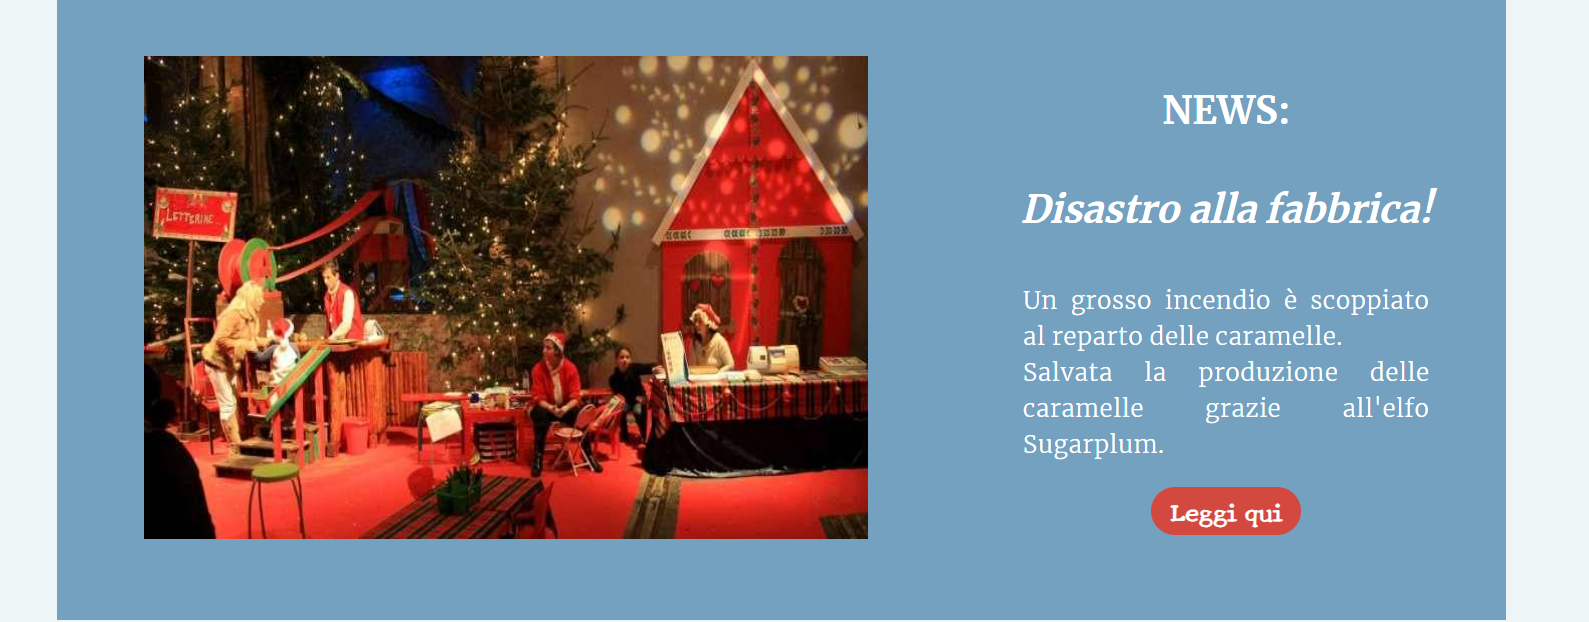 LETTERINE
NEWS:
Disastro alla fabbrica!
Un grosso incendio è scoppiato
al reparto delle caramelle.
Salvata la produzione delle
caramelle grazie all'elfo
Sugarplum.
Leggi qui